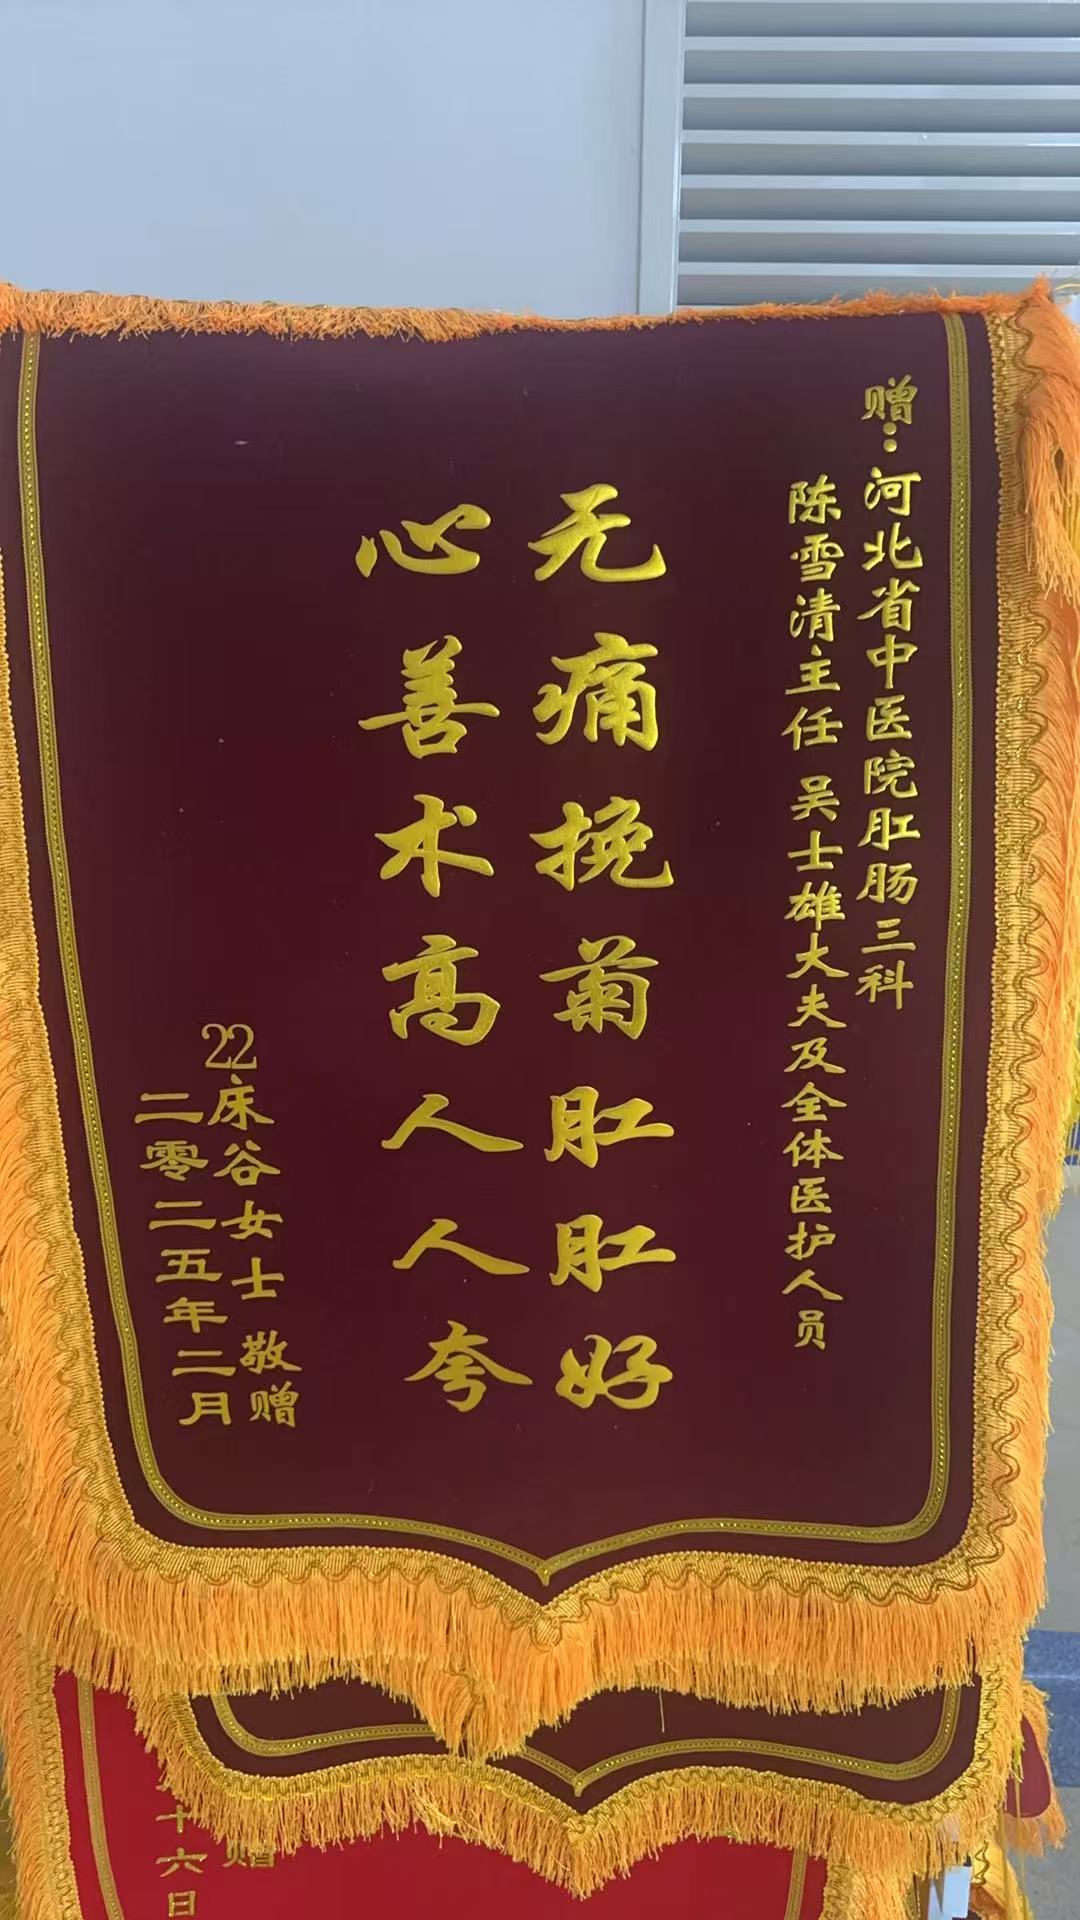 赠：河北省中医院肛肠三科
陈雪清主任 吴士雄大夫及全体医护人员
无痛挽菊肛肛好
心善术高人人夸
22床谷女士 敬赠
二零二五年二月
赠
十六日